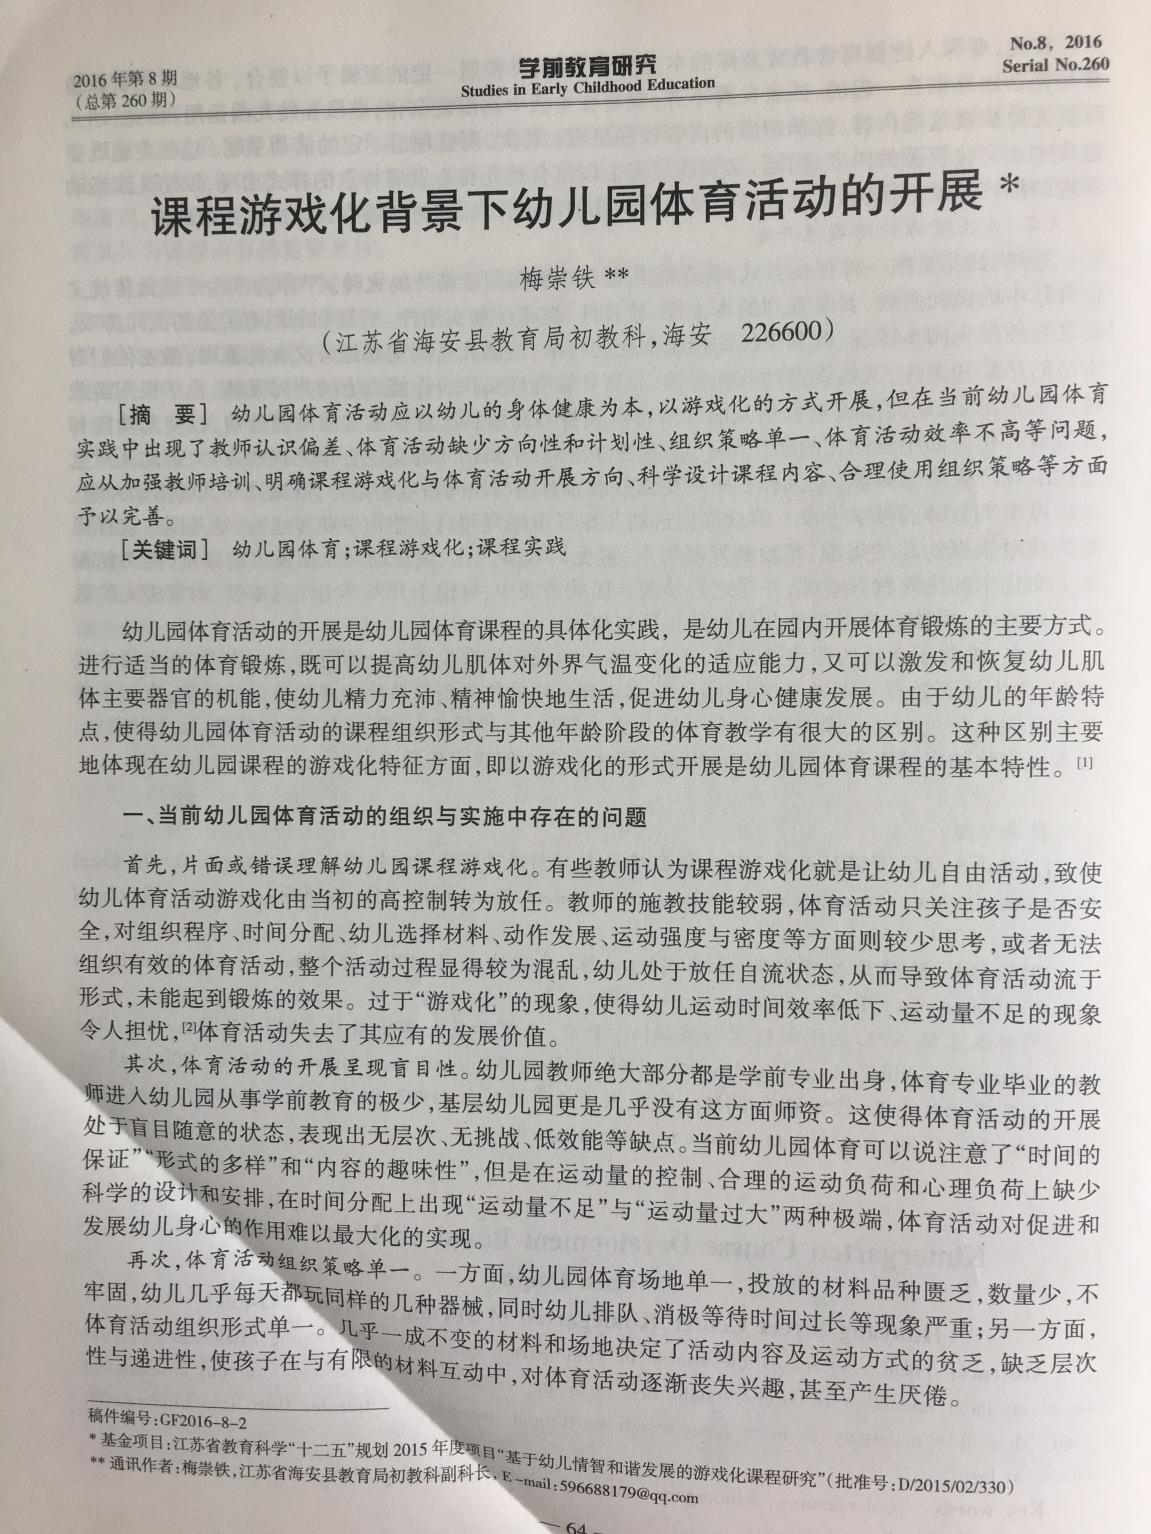 2016年第8期
(总第260期)
学前教育研究
Studies in Early Childhood Education
No.8, 2016
Serial No.260
课程游戏化背景下幼儿园体育活动的开展*
梅崇铁**
(江苏省海安县教育局初教科,海安 226600)
[摘 要] 幼儿园体育活动应以幼儿的身体健康为本,以游戏化的方式开展,但在当前幼儿园体育
实践中出现了教师认识偏差、体育活动缺少方向性和计划性、组织策略单一、体育活动效率不高等问题,
应从加强教师培训、明确课程游戏化与体育活动开展方向、科学设计课程内容、合理使用组织策略等方面
予以完善。
[关键词] 幼儿园体育;课程游戏化;课程实践
幼儿园体育活动的开展是幼儿园体育课程的具体化实践, 是幼儿在园内开展体育锻炼的主要方式。
进行适当的体育锻炼,既可以提高幼儿肌体对外界气温变化的适应能力,又可以激发和恢复幼儿肌
体主要器官的机能,使幼儿精力充沛、精神愉快地生活,促进幼儿身心健康发展。由于幼儿的年龄特
点,使得幼儿园体育活动的课程组织形式与其他年龄阶段的体育教学有很大的区别。这种区别主要
地体现在幼儿园课程的游戏化特征方面,即以游戏化的形式开展是幼儿园体育课程的基本特性。[1]
一、当前幼儿园体育活动的组织与实施中存在的问题
首先,片面或错误理解幼儿园课程游戏化。有些教师认为课程游戏化就是让幼儿自由活动,致使
幼儿体育活动游戏化由当初的高控制转为放任。教师的施教技能较弱,体育活动只关注孩子是否安
全,对组织程序、时间分配、幼儿选择材料、动作发展、运动强度与密度等方面则较少思考,或者无法
组织有效的体育活动,整个活动过程显得较为混乱,幼儿处于放任自流状态,从而导致体育活动流于
形式,未能起到锻炼的效果。过于“游戏化”的现象,使得幼儿运动时间效率低下、运动量不足的现象
令人担忧,[2]体育活动失去了其应有的发展价值。
其次,体育活动的开展呈现盲目性。幼儿园教师绝大部分都是学前专业出身,体育专业毕业的教
师进入幼儿园从事学前教育的极少,基层幼儿园更是几乎没有这方面师资。这使得体育活动的开展
处于盲目随意的状态,表现出无层次、无挑战、低效能等缺点。当前幼儿园体育可以说注意了“时间的
保证”“形式的多样”和“内容的趣味性”,但是在运动量的控制、合理的运动负荷和心理负荷上缺少
科学的设计和安排,在时间分配上出现“运动量不足”与“运动量过大”两种极端,体育活动对促进和
发展幼儿身心的作用难以最大化的实现。
再次,体育活动组织策略单一。一方面,幼儿园体育场地单一,投放的材料品种匮乏,数量少,不
牢固,幼儿几乎每天都玩同样的几种器械,同时幼儿排队、消极等待时间过长等现象严重;另一方面,
体育活动组织形式单一。几乎一成不变的材料和场地决定了活动内容及运动方式的贫乏,缺乏层次
性与递进性,使孩子在与有限的材料互动中,对体育活动逐渐丧失兴趣,甚至产生厌倦。
稿件编号:GF2016-8-2
* 基金项目:江苏省教育科学“十二五”规划 2015 年度项目“基于幼儿情智和谐发展的游戏化课程研究”(批准号:D/2015/02/330)
** 通讯作者:梅崇铁,江苏省海安县教育局初教科副科长,E-mail:596688179@qq.com
— 64 —